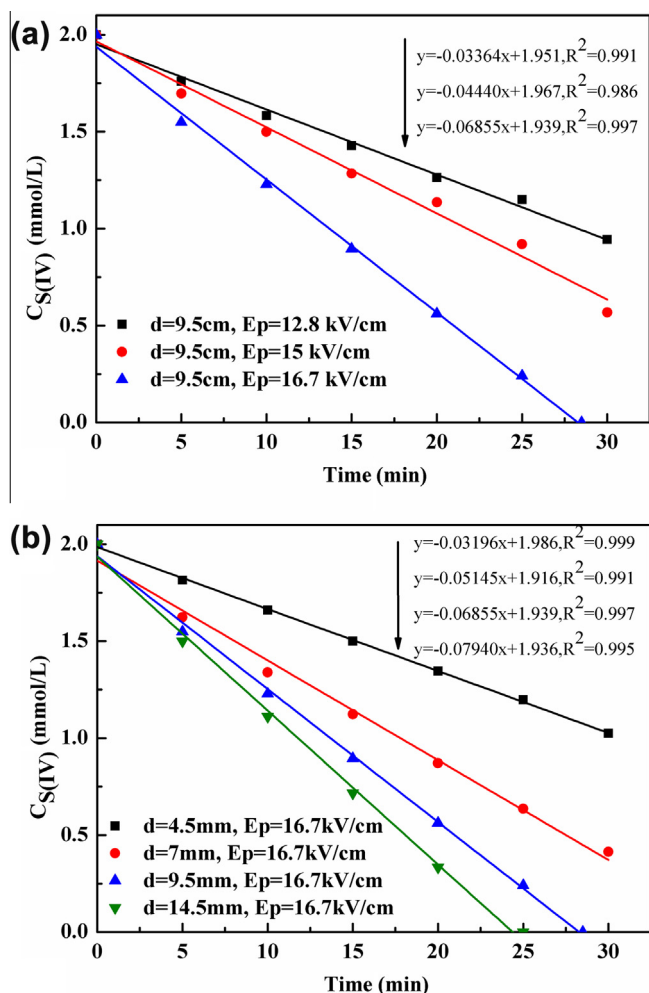 (a)
2.0
1.5
1.0
0.5
0.0
C_S(IV) (mmol/L)
y=-0.03364x+1.951,R²=0.991
y=-0.04440x+1.967,R²=0.986
y=-0.06855x+1.939,R²=0.997
d=9.5cm, Ep=12.8 kV/cm
d=9.5cm, Ep=15 kV/cm
d=9.5cm, Ep=16.7 kV/cm
0 5 10 15 20 25 30
Time (min)
(b)
2.0
1.5
1.0
0.5
0.0
C_S(IV) (mmol/L)
y=-0.03196x+1.986,R²=0.999
y=-0.05145x+1.916,R²=0.991
y=-0.06855x+1.939,R²=0.997
y=-0.07940x+1.936,R²=0.995
d=4.5mm, Ep=16.7kV/cm
d=7mm, Ep=16.7kV/cm
d=9.5mm, Ep=16.7kV/cm
d=14.5mm, Ep=16.7kV/cm
0 5 10 15 20 25 30
Time (min)